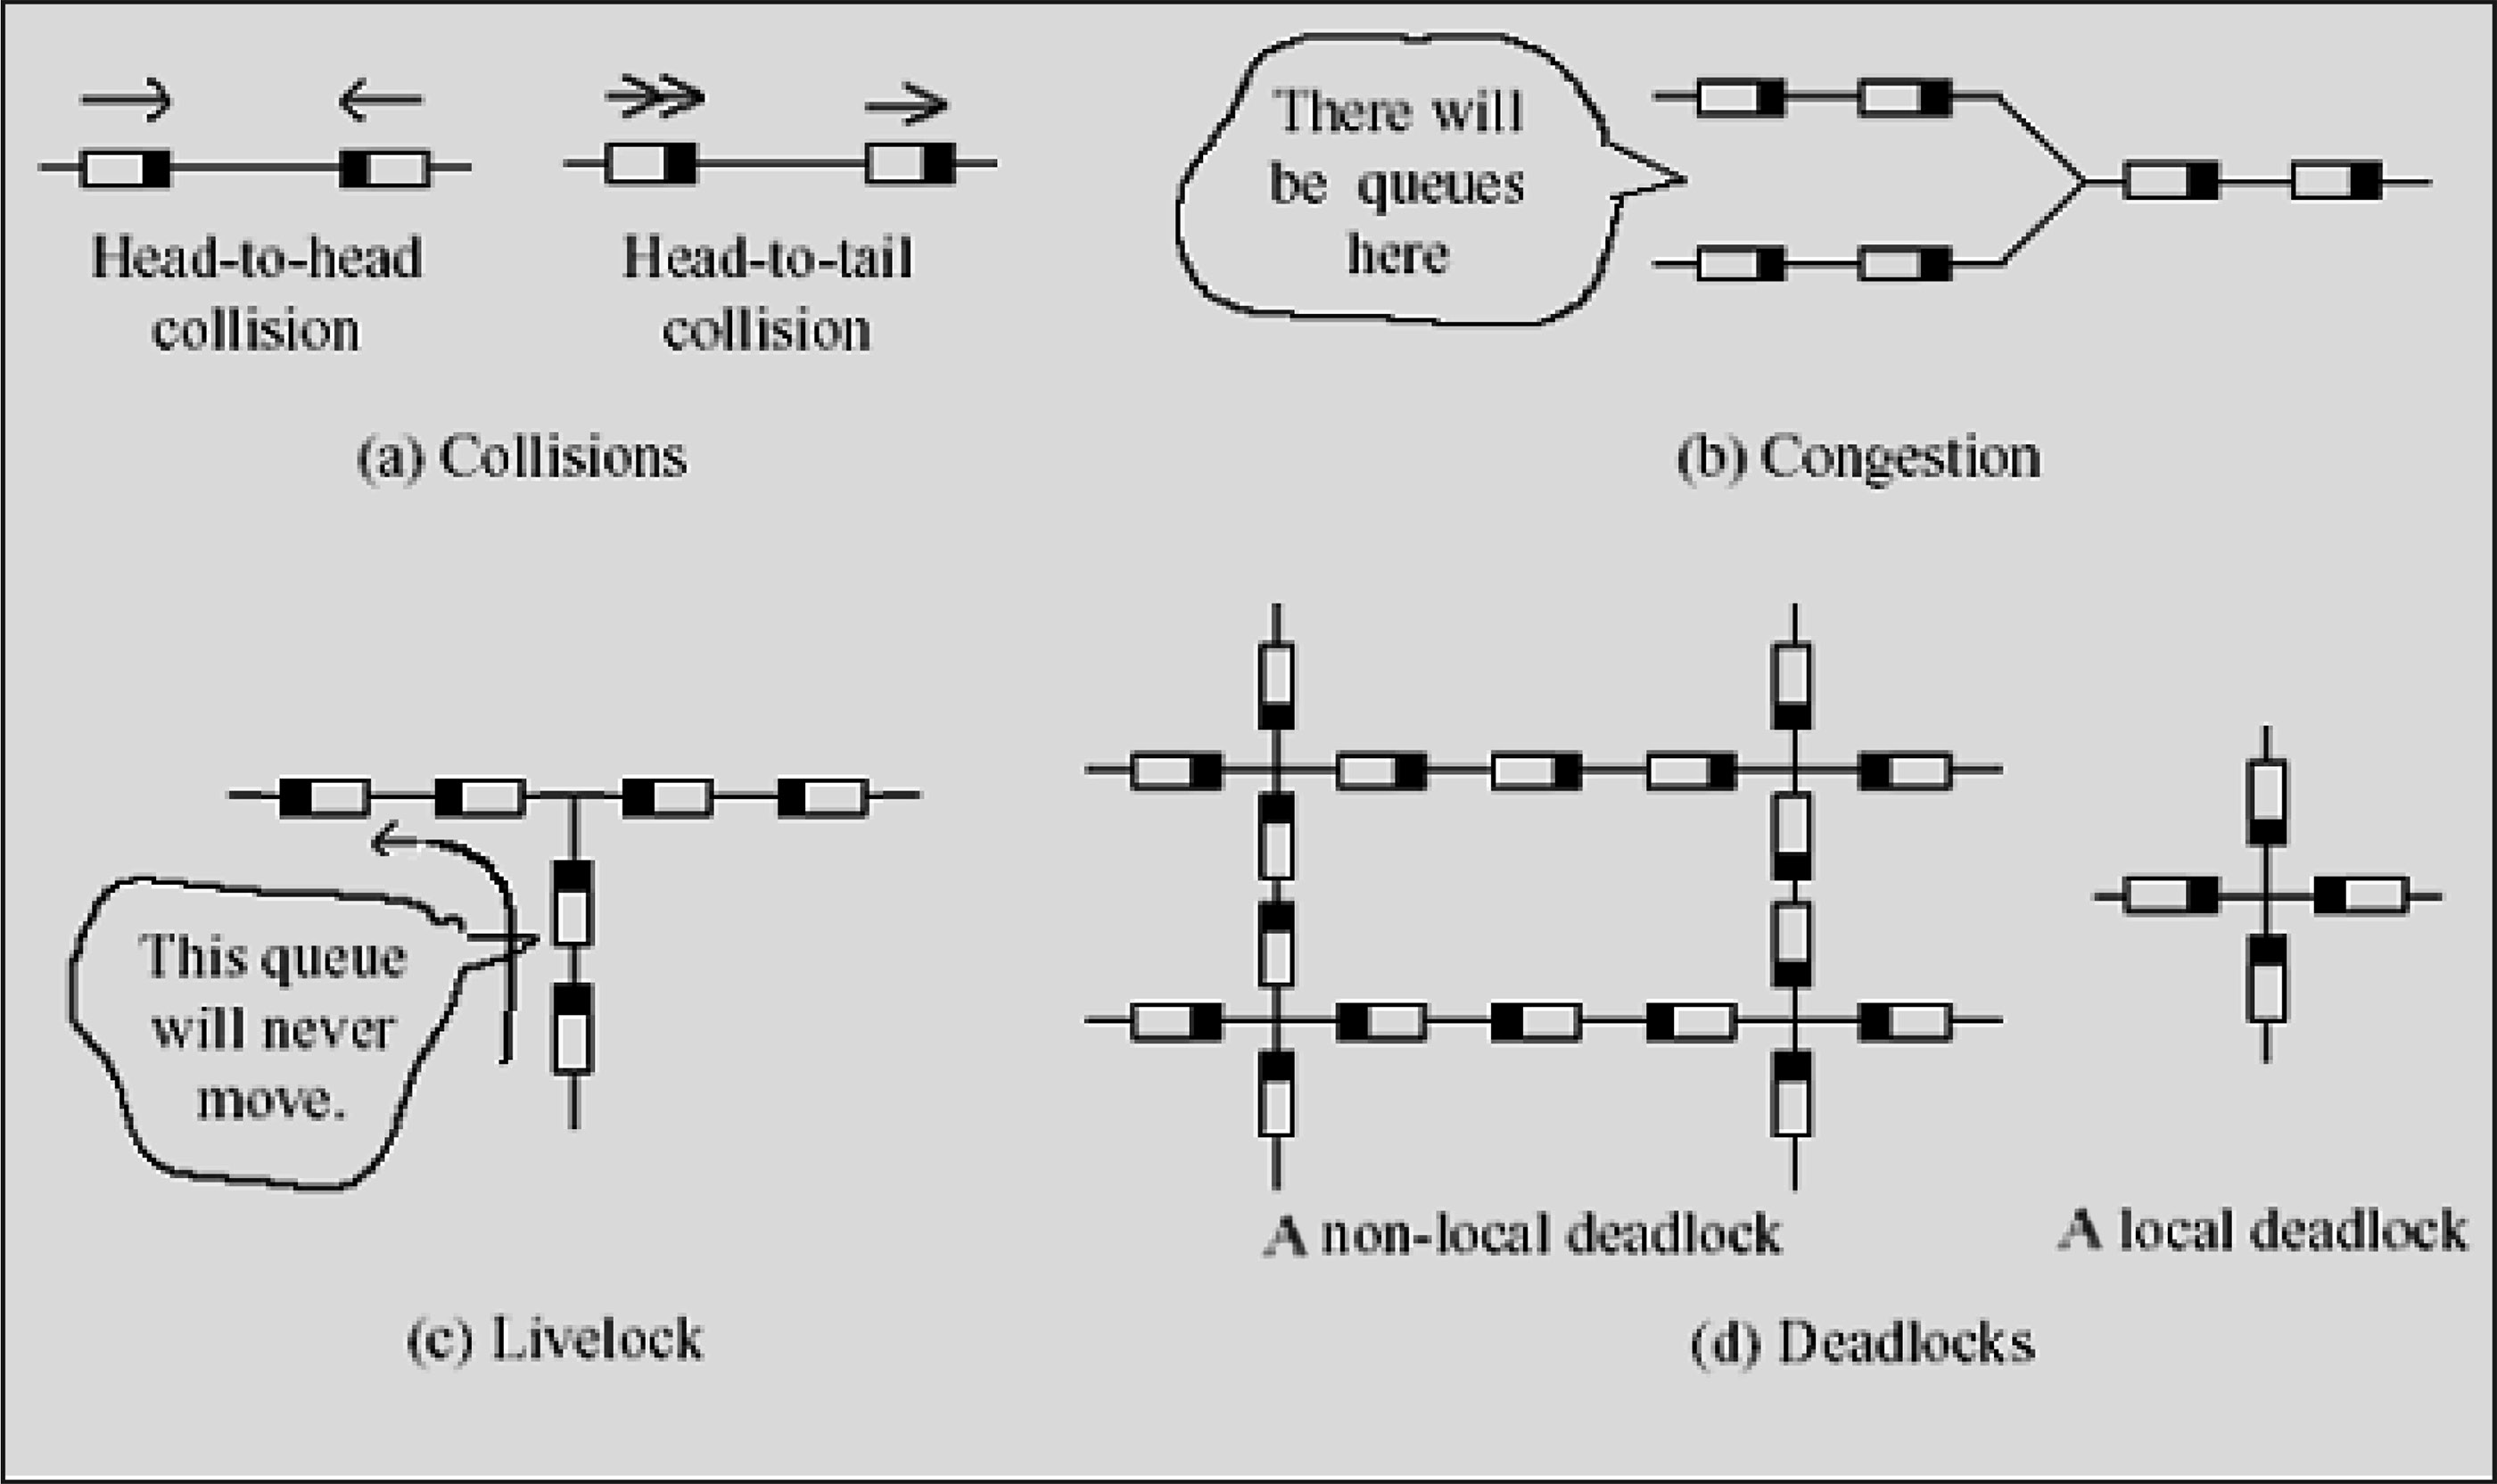 Head-to-head
collision
Head-to-tail
collision
(a) Collisions
There will
be queues
here
(b) Congestion
This queue
will never
move.
(c) Livelock
A non-local deadlock
A local deadlock
(d) Deadlocks